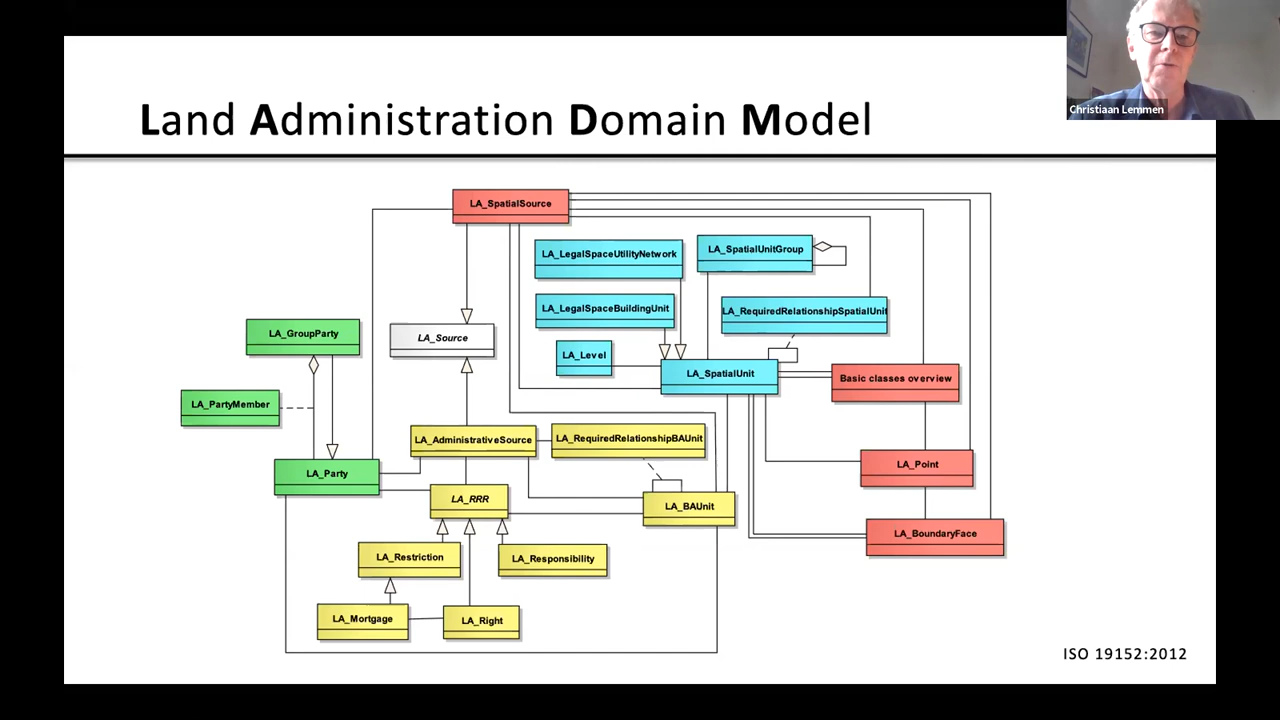 Christiaan Lemmen
Land Administration Domain Model
LA_SpatialSource
LA_LegalSpaceUtilityNetwork
LA_SpatialUnitGroup
LA_LegalSpaceBuildingUnit
LA_RequiredRelationshipSpatialUnit
LA_GroupParty
LA_Source
LA_Level
LA_SpatialUnit
Basic classes overview
LA_PartyMember
LA_AdministrativeSource
LA_RequiredRelationshipBAUnit
LA_Point
LA_Party
LA_RRR
LA_BAUnit
LA_BoundaryFace
LA_Restriction
LA_Responsibility
LA_Mortgage
LA_Right
ISO 19152:2012